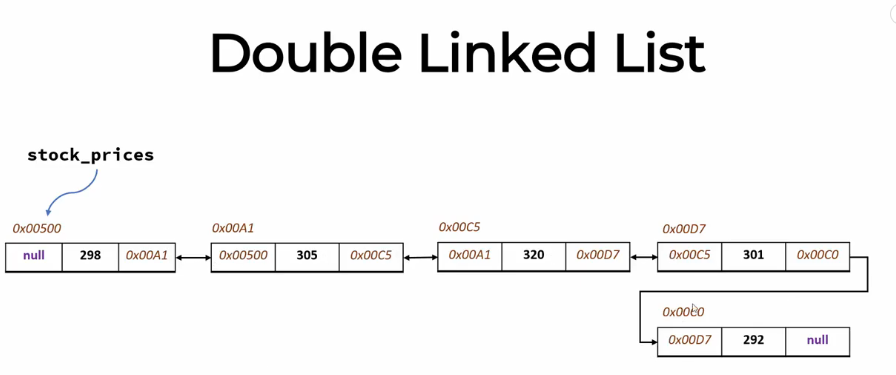 Double Linked List
stock_prices
0x00500
0x00A1
0x00C5
0x00D7
null 298 0x00A1
0x00500 305 0x00C5
0x00A1 320 0x00D7
0x00C5 301 0x00C0
0x00C0
0x00D7 292 null